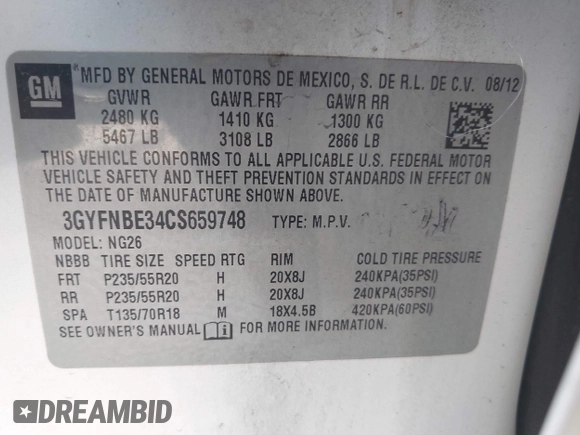 GM
® MFD BY GENERAL MOTORS DE MEXICO, S. DE R.L. DE C.V. 08/12
GVWR GAWR FRT GAWR RR
2480 KG 1410 KG 1300 KG
5467 LB 3108 LB 2866 LB
THIS VEHICLE CONFORMS TO ALL APPLICABLE U.S. FEDERAL MOTOR
VEHICLE SAFETY AND THEFT PREVENTION STANDARDS IN EFFECT ON
THE DATE OF MANUFACTURE SHOWN ABOVE.
3GYFNBE34CS659748 TYPE: M.P.V.
MODEL: NG26
NBBB TIRE SIZE SPEED RTG RIM COLD TIRE PRESSURE
FRT P235/55R20 H 20X8J 240KPA(35PSI)
RR P235/55R20 H 20X8J 240KPA(35PSI)
SPA T135/70R18 M 18X4.5B 420KPA(60PSI)
SEE OWNER'S MANUAL
DREAMBID